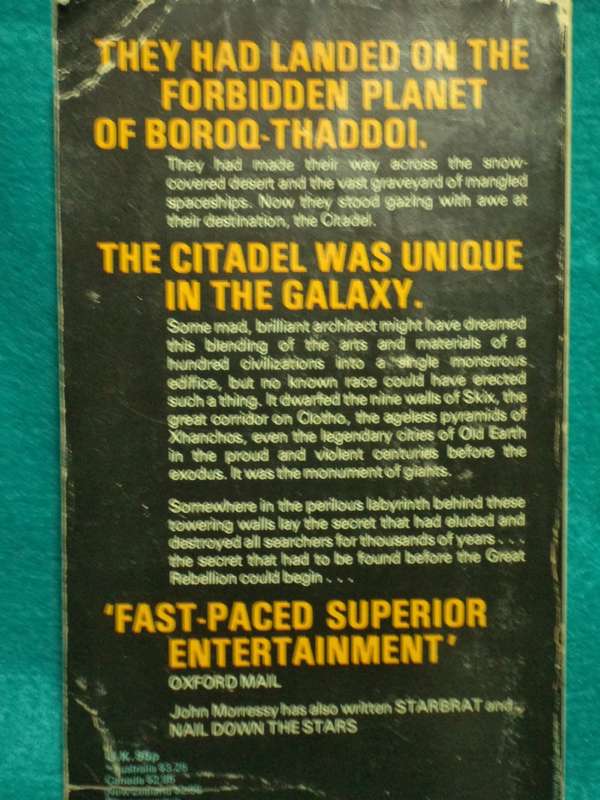 THEY HAD LANDED ON THE
FORBIDDEN PLANET
OF BOROQ-THADDOI.
They had made their way across the snow-
covered desert and the vast graveyard of mangled
spaceships. Now they stood gazing with awe at
their destination, the Citadel.
THE CITADEL WAS UNIQUE
IN THE GALAXY.
Some mad, brilliant architect might have dreamed
this blending of the arts and materials of a
hundred civilizations into a single monstrous
edifice, but no known race could have erected
such a thing. It dwarfed the nine walls of Skix, the
great corridor on Clotho, the ageless pyramids of
Xhanchos, even the legendary cities of Old Earth
in the proud and violent centuries before the
exodus. It was the monument of giants.
Somewhere in the perilous labyrinth behind these
towering walls lay the secret that had eluded and
destroyed all searchers for thousands of years . . .
the secret that had to be found before the Great
Rebellion could begin . . .
'FAST-PACED SUPERIOR
ENTERTAINMENT'
OXFORD MAIL
John Morressy has also written STARBRAT and
NAIL DOWN THE STARS
U.K.
Australia
Canada
New Zealand